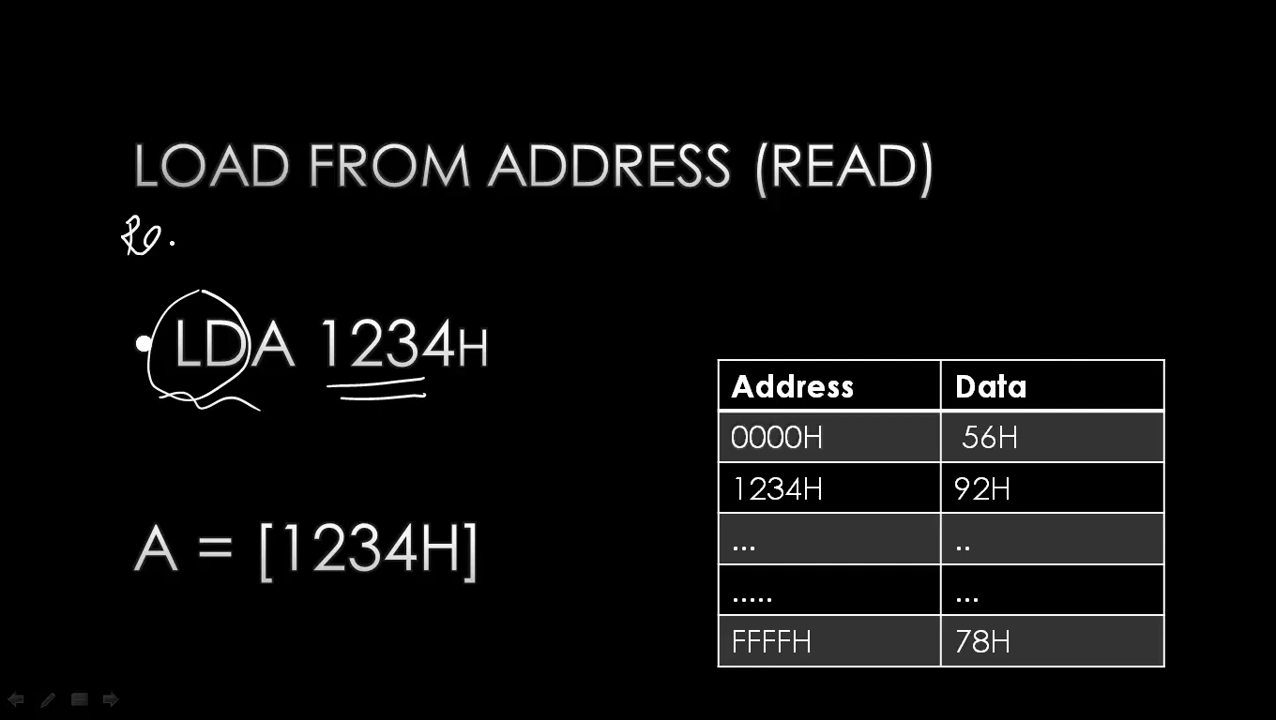 LOAD FROM ADDRESS (READ)
• LDA 1234H
A = [1234H]
Address Data
0000H 56H
1234H 92H
... ..
..... ...
FFFFH 78H